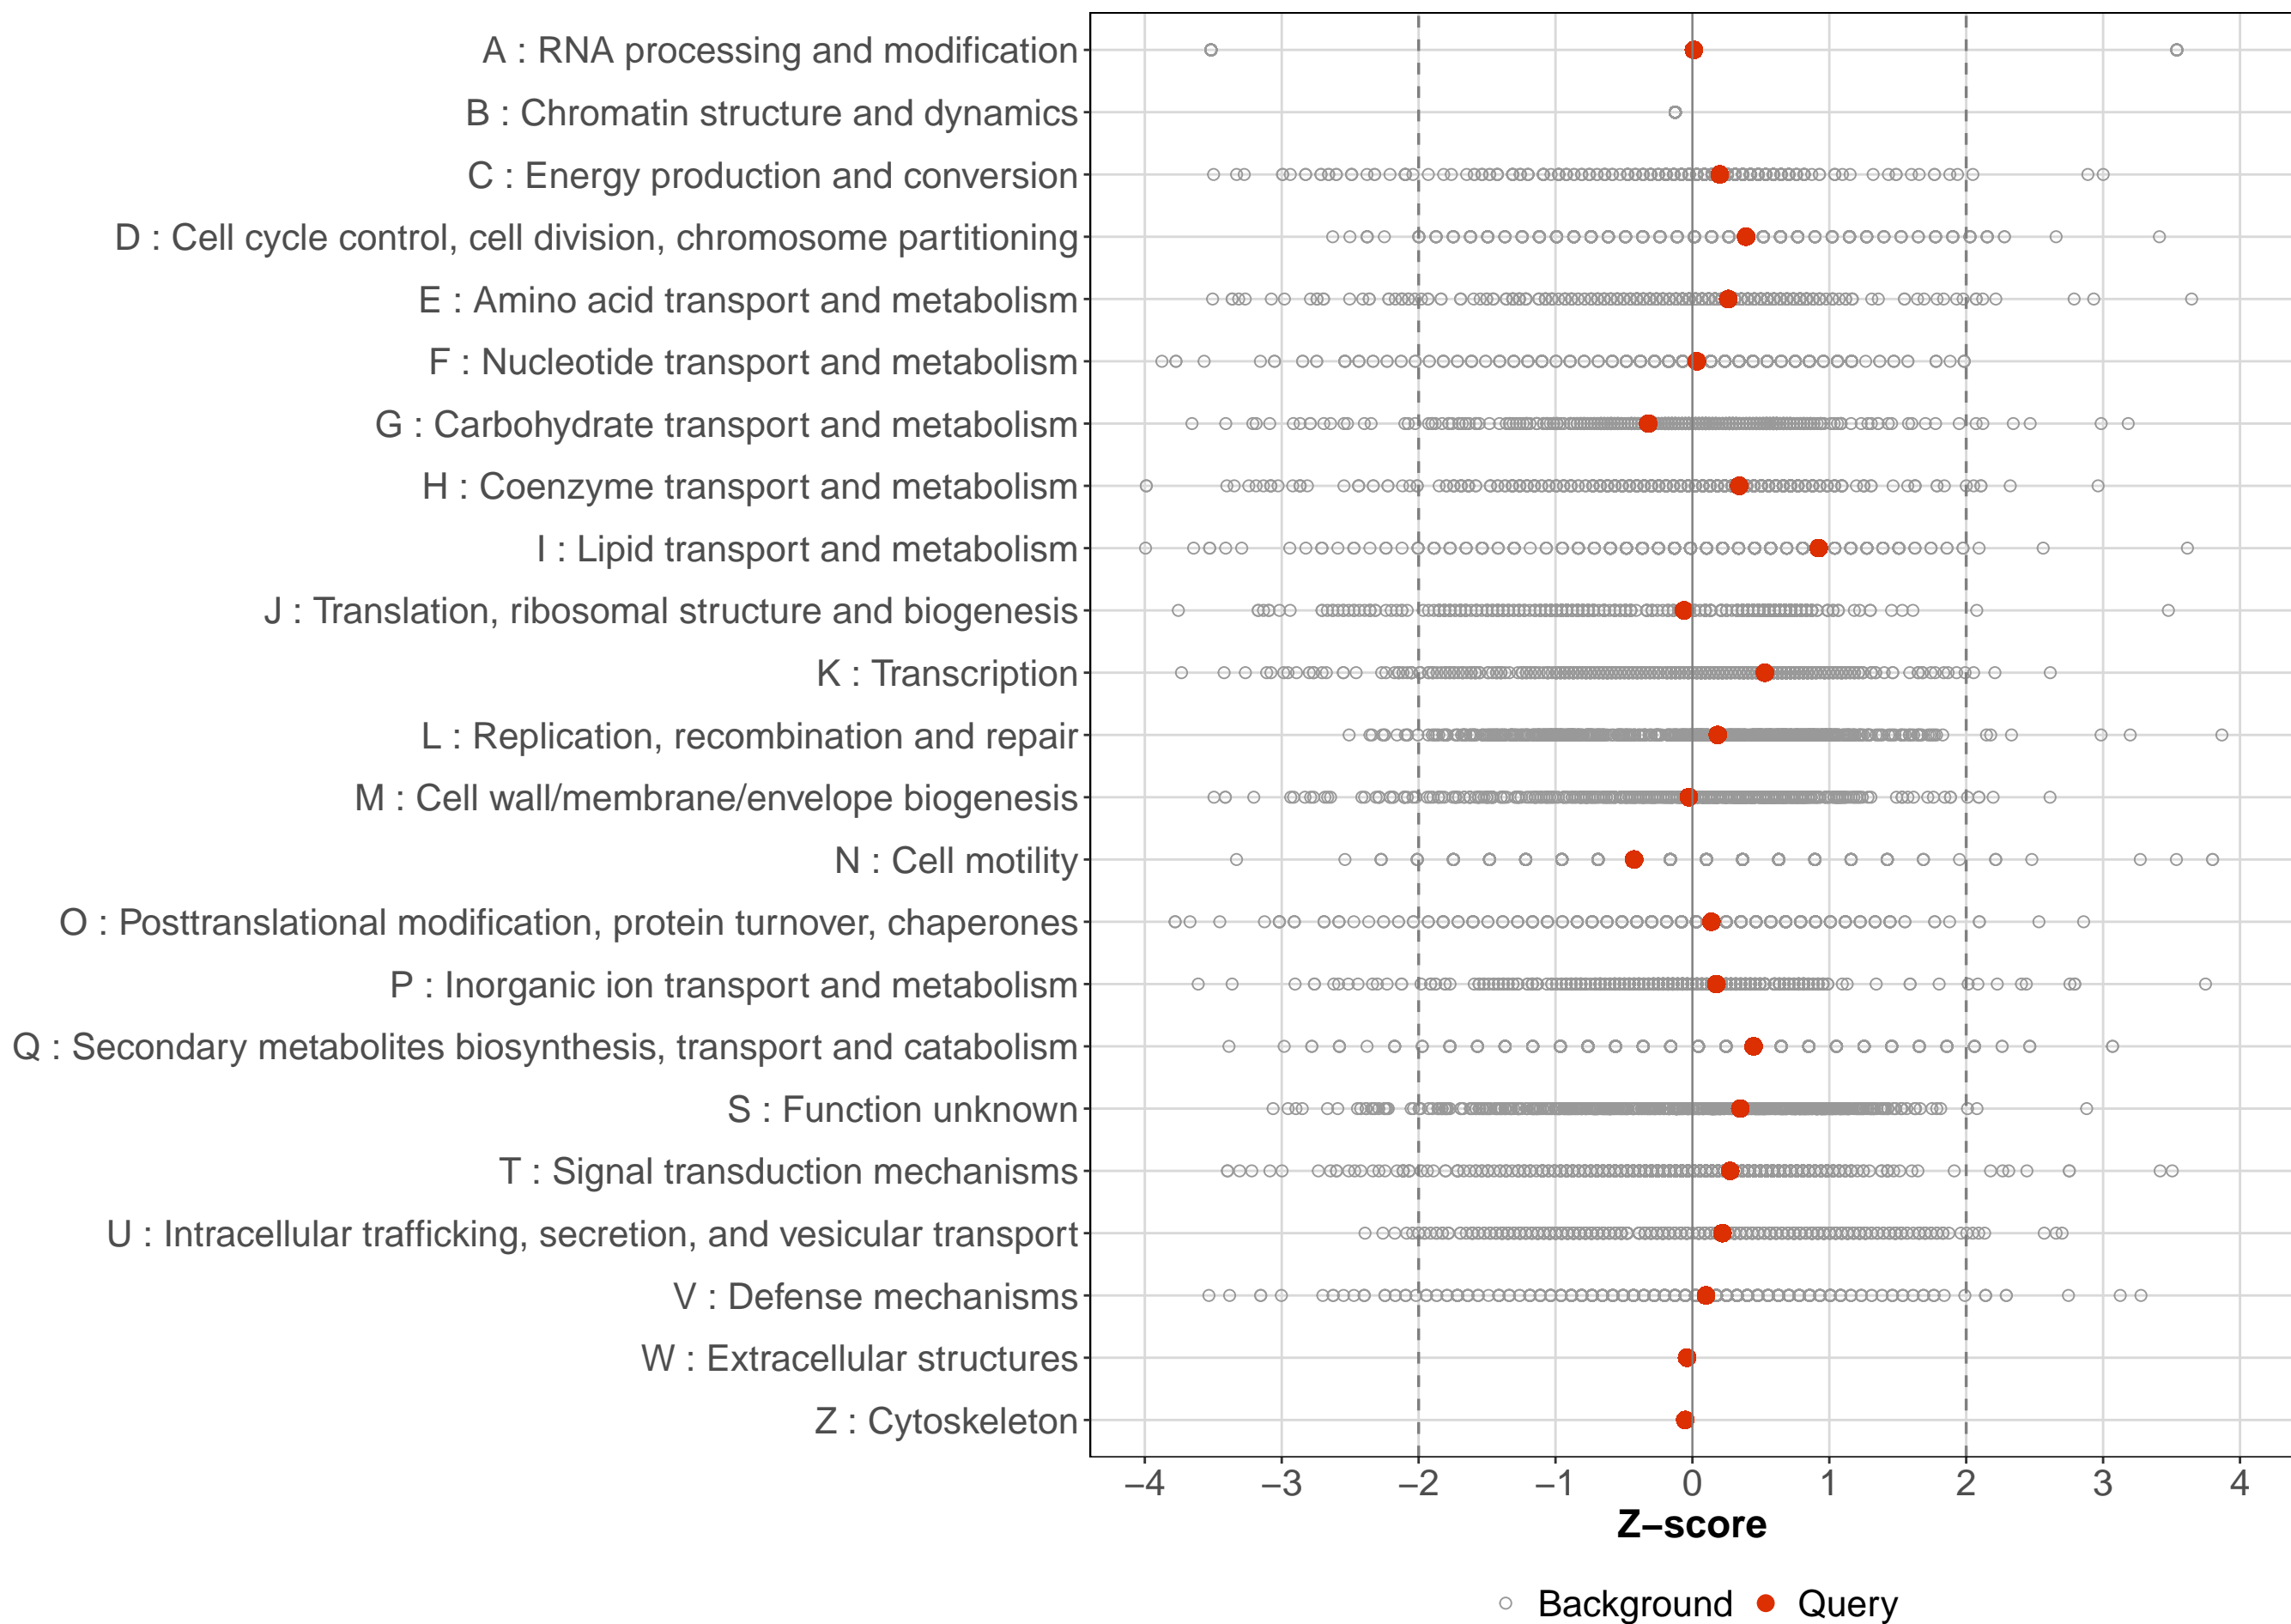 A : RNA processing and modification
B : Chromatin structure and dynamics
C : Energy production and conversion
D : Cell cycle control, cell division, chromosome partitioning
E : Amino acid transport and metabolism
F : Nucleotide transport and metabolism
G : Carbohydrate transport and metabolism
H : Coenzyme transport and metabolism
I : Lipid transport and metabolism
J : Translation, ribosomal structure and biogenesis
K : Transcription
L : Replication, recombination and repair
M : Cell wall/membrane/envelope biogenesis
N : Cell motility
O : Posttranslational modification, protein turnover, chaperones
P : Inorganic ion transport and metabolism
Q : Secondary metabolites biosynthesis, transport and catabolism
S : Function unknown
T : Signal transduction mechanisms
U : Intracellular trafficking, secretion, and vesicular transport
V : Defense mechanisms
W : Extracellular structures
Z : Cytoskeleton
−4 −3 −2 −1 0 1 2 3 4
Z−score
Background Query